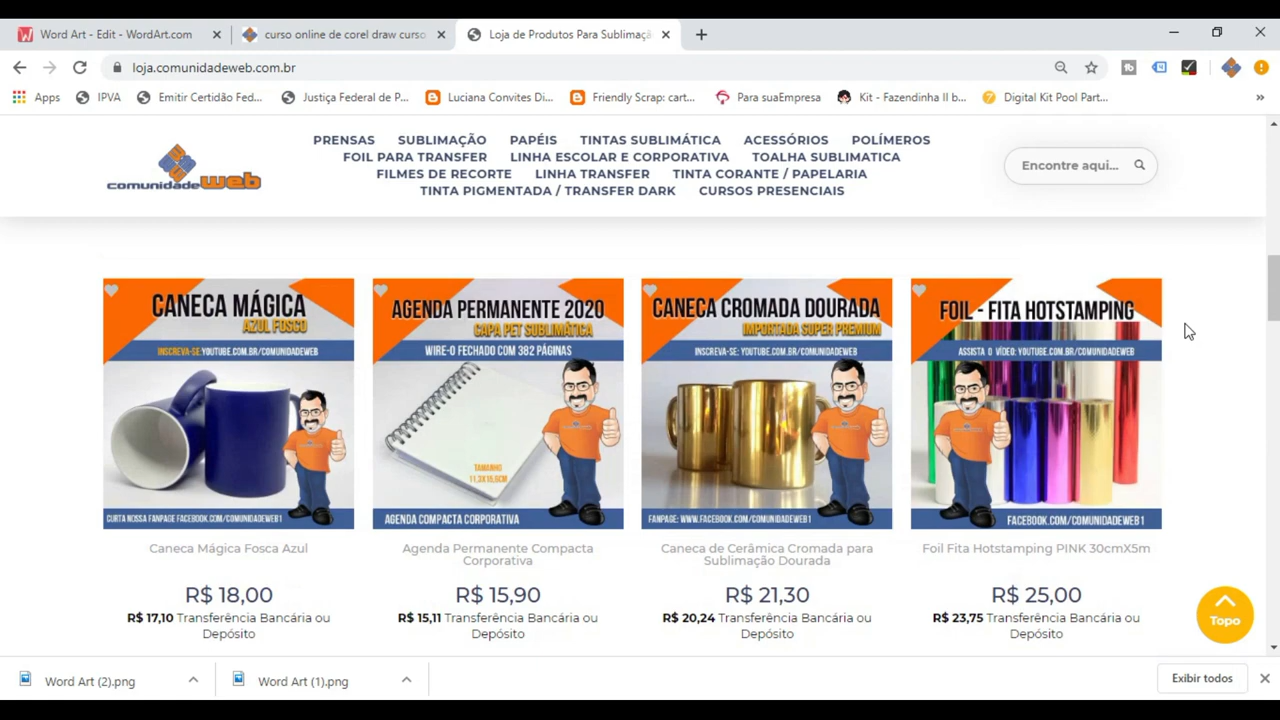 Word Art - Edit - WordArt.com
curso online de corel draw curso
Loja de Produtos Para Sublimaçã
loja.comunidadeweb.com.br
Apps
IPVA
Emitir Certidão Fed...
Justiça Federal de P...
Luciana Convites Di...
Friendly Scrap: cart...
Para suaEmpresa
Kit - Fazendinha II b...
Digital Kit Pool Part...
»
comunidadeweb
PRENSAS SUBLIMAÇÃO PAPÉIS TINTAS SUBLIMÁTICA ACESSÓRIOS POLÍMEROS
FOIL PARA TRANSFER LINHA ESCOLAR E CORPORATIVA TOALHA SUBLIMATICA
FILMES DE RECORTE LINHA TRANSFER TINTA CORANTE / PAPELARIA
TINTA PIGMENTADA / TRANSFER DARK CURSOS PRESENCIAIS
Encontre aqui...
CANECA MÁGICA
AZUL FOSCO
INSCREVA-SE:YOUTUBE.COM.BR/COMUNIDADEWEB
CURTA NOSSA FANPAGE FACEBOOK.COM/COMUNIDADEWEB1
AGENDA PERMANENTE 2020
CAPA PET SUBLIMÁTICA
WIRE-O FECHADO COM 382 PÁGINAS
TAMANHO
11,3X15,6CM
AGENDA COMPACTA CORPORATIVA
CANECA CROMADA DOURADA
IMPORTADA SUPER PREMIUM
INSCREVA-SE: YOUTUBE.COM.BR/COMUNIDADEWEB
FANPAGE: WWW.FACEBOOK.COM/COMUNIDADEWEB1
FOIL - FITA HOTSTAMPING
ASSISTA O VÍDEO: YOUTUBE.COM.BR/COMUNIDADEWEB
FACEBOOK.COM/COMUNIDADEWEB1
Caneca Mágica Fosca Azul
R$ 18,00
R$ 17,10 Transferência Bancária ou
Depósito
Agenda Permanente Compacta
Corporativa
R$ 15,90
R$ 15,11 Transferência Bancária ou
Depósito
Caneca de Cerâmica Cromada para
Sublimação Dourada
R$ 21,30
R$ 20,24 Transferência Bancária ou
Depósito
Foil Fita Hotstamping PINK 30cmX5m
R$ 25,00
R$ 23,75 Transferência Bancária ou
Depósito
Topo
Word Art (2).png
Word Art (1).png
Exibir todos